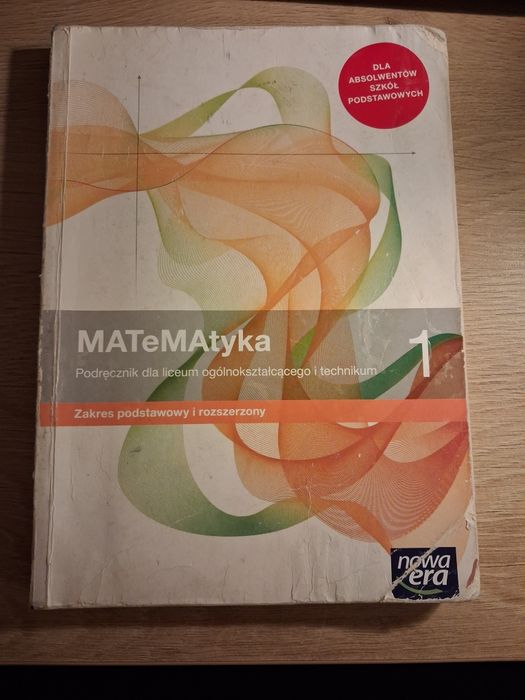 DLA
ABSOLWENTÓW
SZKÓŁ
PODSTAWOWYCH
MATeMAtyka 1
Podręcznik dla liceum ogólnokształcącego i technikum
Zakres podstawowy i rozszerzony
nowa
era